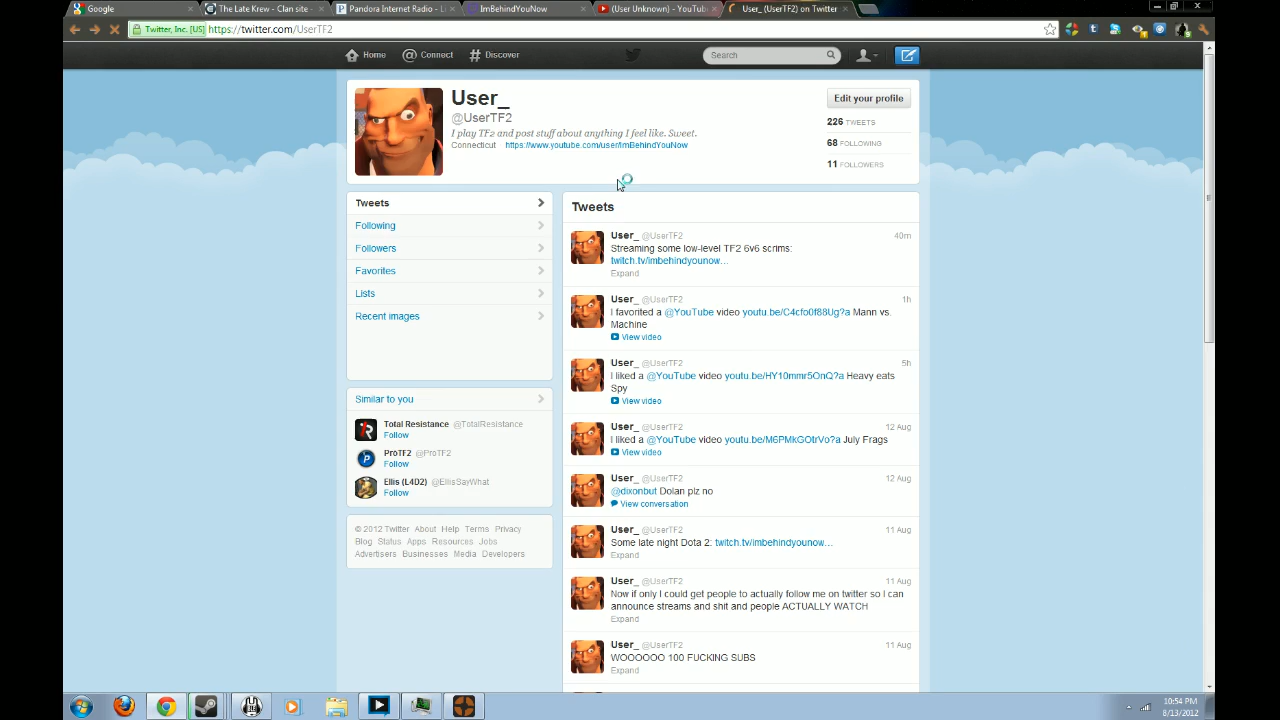 Google
The Late Krew - Clan site -
Pandora Internet Radio - L
ImBehindYouNow
(User Unknown) - YouTub
User_ (UserTF2) on Twitter
Twitter, Inc. [US] https://twitter.com/UserTF2
Home
Connect
Discover
Search
User_
@UserTF2
I play TF2 and post stuff about anything I feel like. Sweet.
Connecticut https://www.youtube.com/user/ImBehindYouNow
Edit your profile
226 TWEETS
68 FOLLOWING
11 FOLLOWERS
Tweets
Following
Followers
Favorites
Lists
Recent images
Similar to you
Total Resistance @TotalResistance
Follow
ProTF2 @ProTF2
Follow
Ellis (L4D2) @EllisSayWhat
Follow
© 2012 Twitter About Help Terms Privacy
Blog Status Apps Resources Jobs
Advertisers Businesses Media Developers
Tweets
User_ @UserTF2 40m
Streaming some low-level TF2 6v6 scrims:
twitch.tv/imbehindyounow…
Expand
User_ @UserTF2 1h
I favorited a @YouTube video youtu.be/C4cfo0f88Ug?a Mann vs.
Machine
View video
User_ @UserTF2 5h
I liked a @YouTube video youtu.be/HY10mmr5OnQ?a Heavy eats
Spy
View video
User_ @UserTF2 12 Aug
I liked a @YouTube video youtu.be/M6PMkGOtrVo?a July Frags
View video
User_ @UserTF2 12 Aug
@dixonbut Dolan plz no
View conversation
User_ @UserTF2 11 Aug
Some late night Dota 2: twitch.tv/imbehindyounow…
Expand
User_ @UserTF2 11 Aug
Now if only I could get people to actually follow me on twitter so I can
announce streams and shit and people ACTUALLY WATCH
Expand
User_ @UserTF2 11 Aug
WOOOOOO 100 FUCKING SUBS
Expand
10:54 PM
8/13/2012